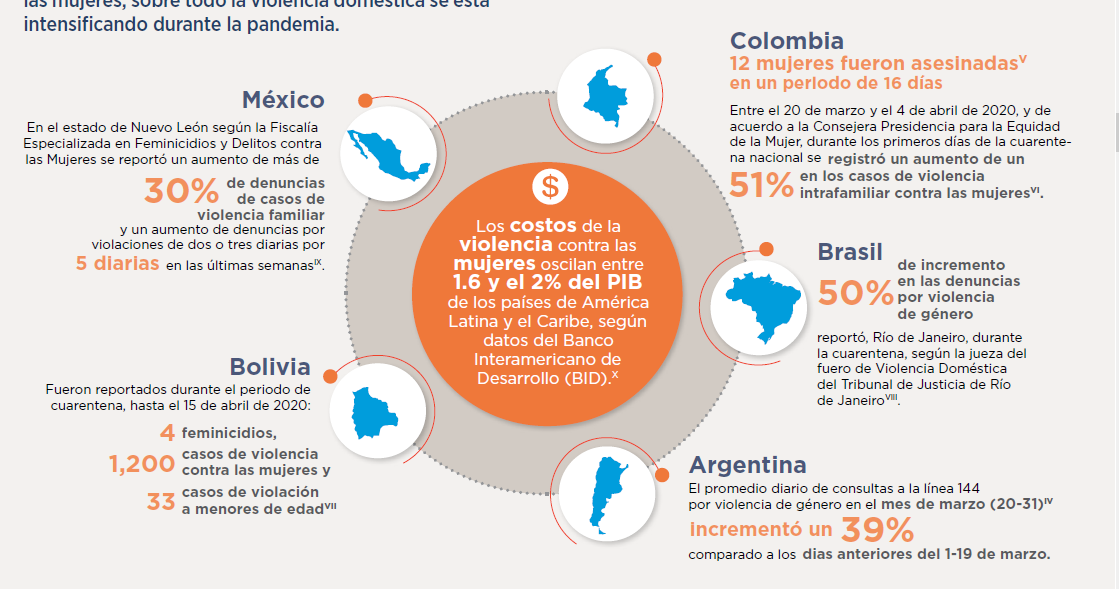 las mujeres, sobre todo la violencia doméstica se está
intensificando durante la pandemia.
México
En el estado de Nuevo León según la Fiscalía
Especializada en Feminicidios y Delitos contra
las Mujeres se reportó un aumento de más de
30% de denuncias
de casos de
violencia familiar
y un aumento de denuncias por
violaciones de dos o tres diarias por
5 diarias en las últimas semanasIX.
Colombia
12 mujeres fueron asesinadasV
en un periodo de 16 días
Entre el 20 de marzo y el 4 de abril de 2020, y de
acuerdo a la Consejera Presidencia para la Equidad
de la Mujer, durante los primeros días de la cuarente-
na nacional se registró un aumento de un
51% en los casos de violencia
intrafamiliar contra las mujeresVI.
$
Los costos de la
violencia contra las
mujeres oscilan entre
1.6 y el 2% del PIB
de los países de América
Latina y el Caribe, según
datos del Banco
Interamericano de
Desarrollo (BID).X
Brasil
50% de incremento
en las denuncias
por violencia
de género
reportó, Río de Janeiro, durante
la cuarentena, según la jueza del
fuero de Violencia Doméstica
del Tribunal de Justicia de Río
de JaneiroVIII.
Bolivia
Fueron reportados durante el periodo de
cuarentena, hasta el 15 de abril de 2020:
4 feminicidios,
1,200 casos de violencia
contra las mujeres y
33 casos de violación
a menores de edadVII
Argentina
El promedio diario de consultas a la línea 144
por violencia de género en el mes de marzo (20-31)IV
incrementó un 39%
comparado a los dias anteriores del 1-19 de marzo.